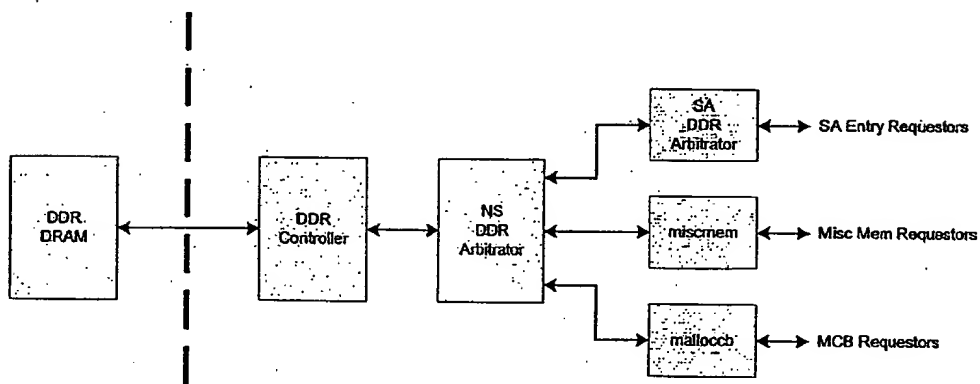 SA
DDR
Arbitrator
SA Entry Requestors
DDR
DRAM
DDR
Controller
NS
DDR
Arbitrator
miscmem
Misc Mem Requestors
malloccb
MCB Requestors